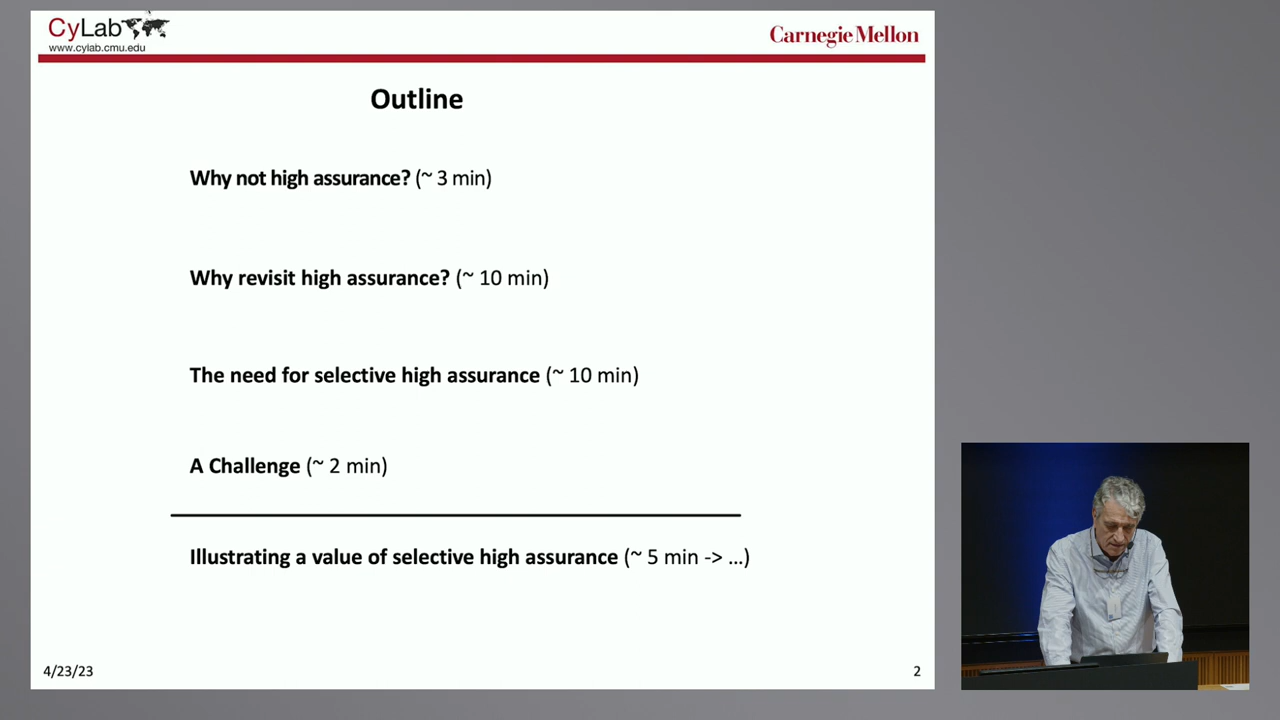 CyLab
www.cylab.cmu.edu
Carnegie Mellon
Outline
Why not high assurance? (~ 3 min)
Why revisit high assurance? (~ 10 min)
The need for selective high assurance (~ 10 min)
A Challenge (~ 2 min)
Illustrating a value of selective high assurance (~ 5 min -> ...)
4/23/23
2